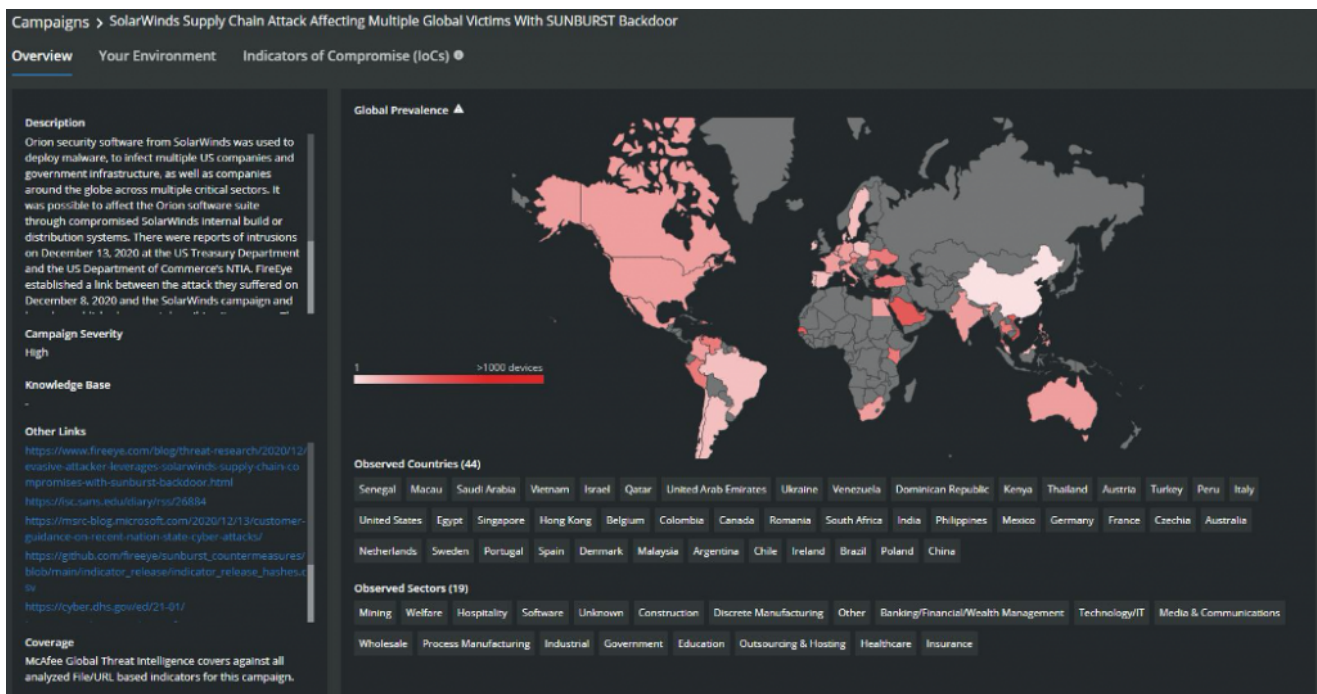 Campaigns > SolarWinds Supply Chain Attack Affecting Multiple Global Victims With SUNBURST Backdoor
Overview Your Environment Indicators of Compromise (IoCs)
Description
Orion security software from SolarWinds was used to
deploy malware, to infect multiple US companies and
government infrastructure, as well as companies
around the globe across multiple critical sectors. It
was possible to affect the Orion software suite
through compromised SolarWinds internal build or
distribution systems. There were reports of intrusions
on December 13, 2020 at the US Treasury Department
and the US Department of Commerce's NTIA. FireEye
established a link between the attack they suffered on
December 8, 2020 and the SolarWinds campaign and
Campaign Severity
High
Knowledge Base
-
Other Links
https://www.fireeye.com/blog/threat-research/2020/12/
evasive-attacker-leverages-solarwinds-supply-chain-co
mpromises-with-sunburst-backdoor.html
https://isc.sans.edu/diary/rss/26884
https://msrc-blog.microsoft.com/2020/12/13/customer-
guidance-on-recent-nation-state-cyber-attacks/
https://github.com/fireeye/sunburst_countermeasures/
blob/main/indicator_release/indicator_release_hashes.c
sv
https://cyber.dhs.gov/ed/21-01/
Coverage
McAfee Global Threat Intelligence covers against all
analyzed File/URL based indicators for this campaign.
Global Prevalence
1 >1000 devices
Observed Countries (44)
Senegal Macau Saudi Arabia Vietnam Israel Qatar United Arab Emirates Ukraine Venezuela Dominican Republic Kenya Thailand Austria Turkey Peru Italy
United States Egypt Singapore Hong Kong Belgium Colombia Canada Romania South Africa India Philippines Mexico Germany France Czechia Australia
Netherlands Sweden Portugal Spain Denmark Malaysia Argentina Chile Ireland Brazil Poland China
Observed Sectors (19)
Mining Welfare Hospitality Software Unknown Construction Discrete Manufacturing Other Banking/Financial/Wealth Management Technology/IT Media & Communications
Wholesale Process Manufacturing Industrial Government Education Outsourcing & Hosting Healthcare Insurance